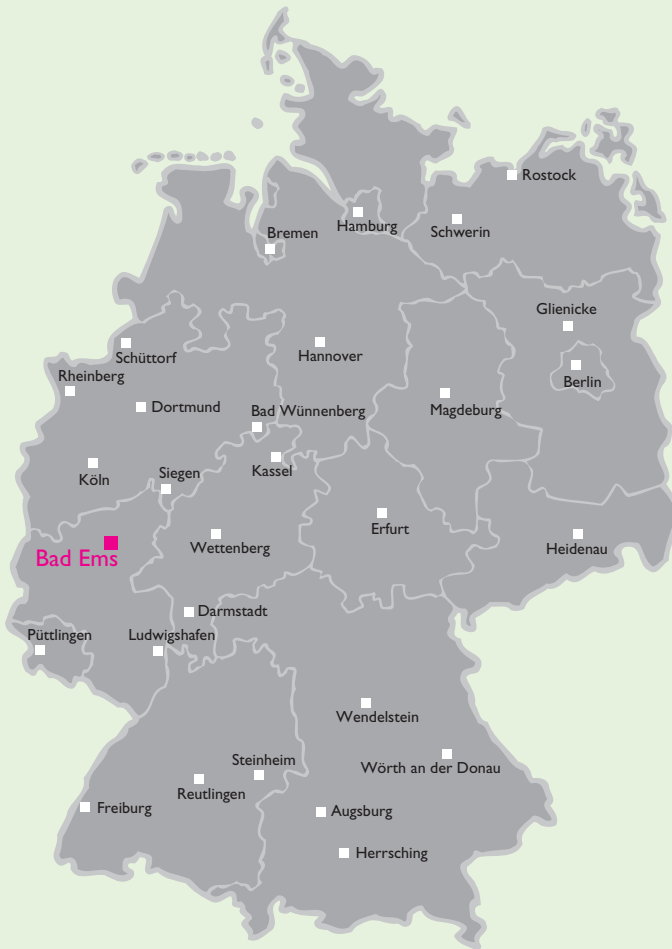 Rostock
Hamburg
Schwerin
Bremen
Glienicke
Schüttorf
Hannover
Rheinberg
Berlin
Dortmund
Bad Wünnenberg
Magdeburg
Köln
Siegen
Kassel
Erfurt
Wettenberg
Heidenau
Bad Ems
Darmstadt
Püttlingen
Ludwigshafen
Wendelstein
Steinheim
Wörth an der Donau
Reutlingen
Freiburg
Augsburg
Herrsching